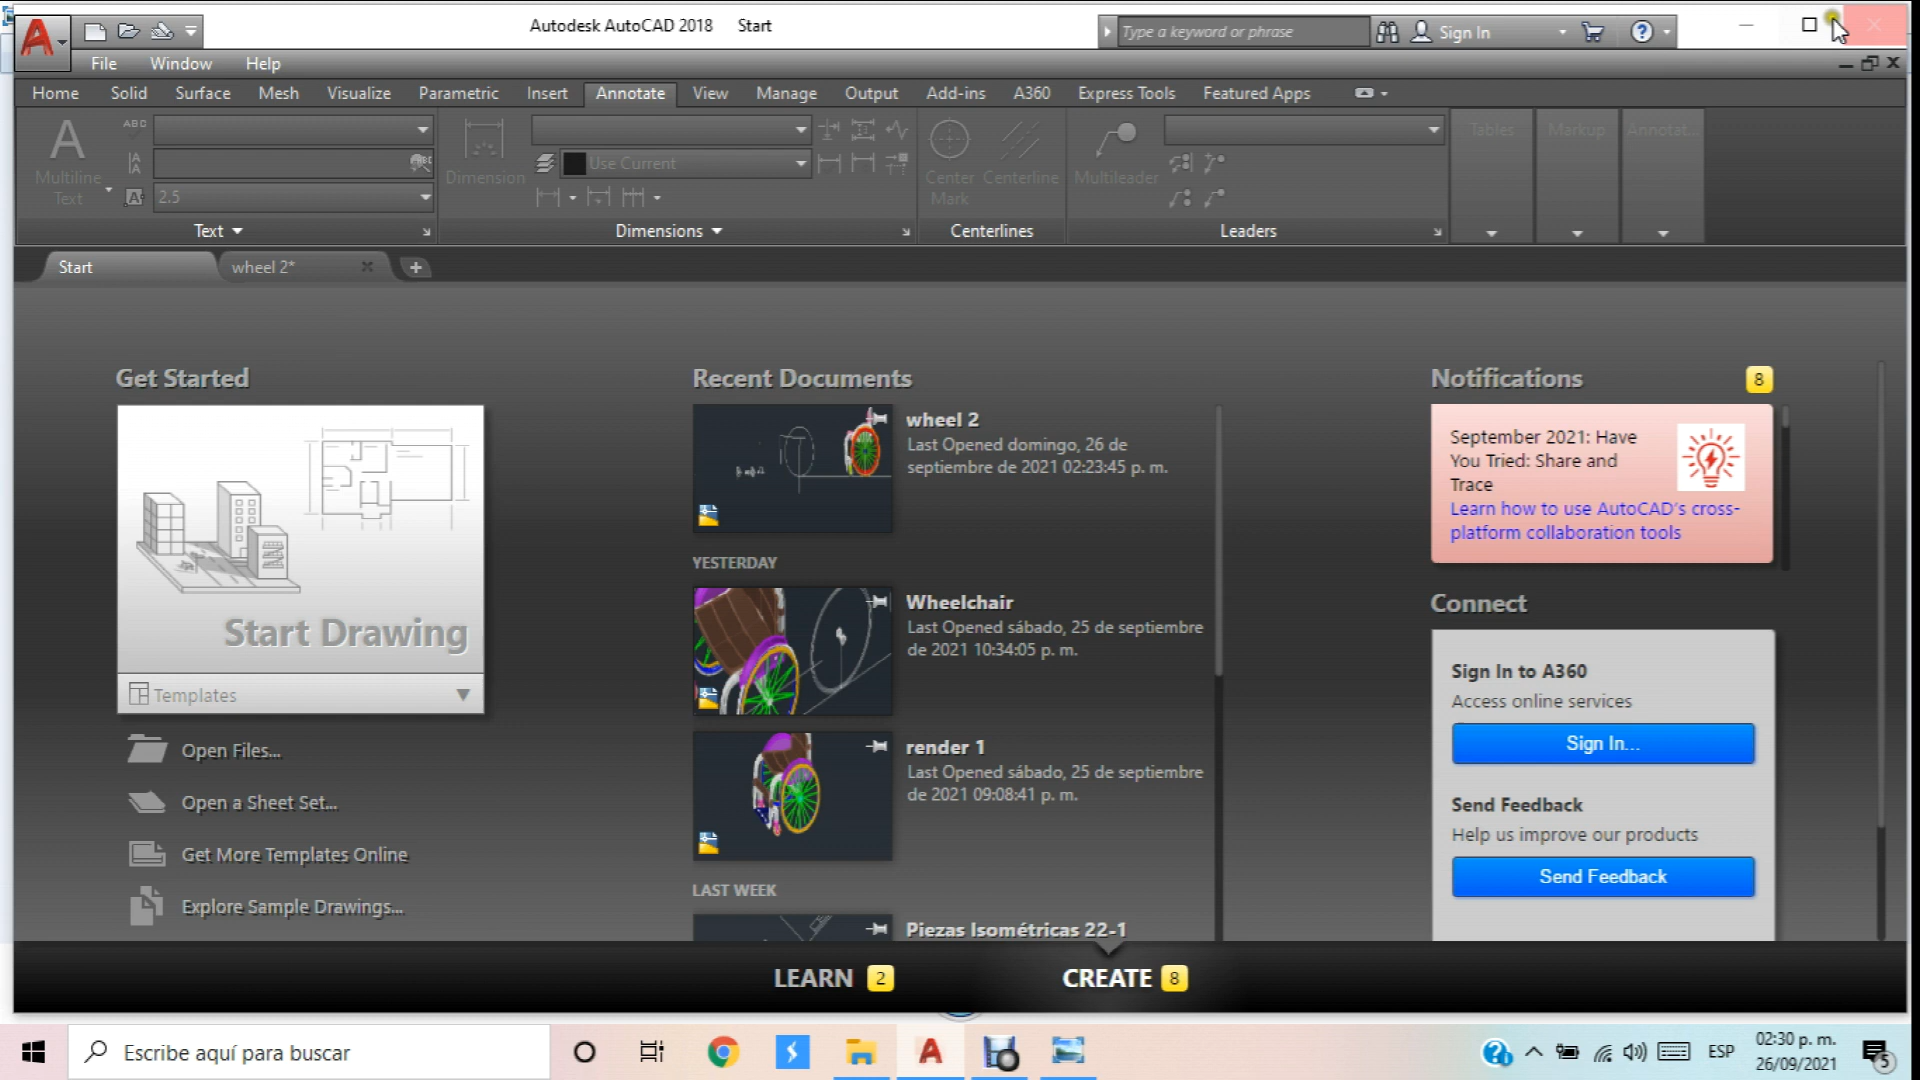 Autodesk AutoCAD 2018 Start
Type a keyword or phrase
Sign In
File Window Help
Home Solid Surface Mesh Visualize Parametric Insert Annotate View Manage Output Add-ins A360 Express Tools Featured Apps
A
Multiline
Text
ABC
2.5
Dimension
Use Current
Center
Mark
Centerline
Multileader
Tables
Markup
Annotat...
Text
Dimensions
Centerlines
Leaders
Start
wheel 2*
Get Started
Start Drawing
Templates
Open Files...
Open a Sheet Set...
Get More Templates Online
Explore Sample Drawings...
Recent Documents
wheel 2
Last Opened domingo, 26 de
septiembre de 2021 02:23:45 p. m.
YESTERDAY
Wheelchair
Last Opened sábado, 25 de septiembre
de 2021 10:34:05 p. m.
render 1
Last Opened sábado, 25 de septiembre
de 2021 09:08:41 p. m.
LAST WEEK
Piezas Isométricas 22-1
Notifications 8
September 2021: Have
You Tried: Share and
Trace
Learn how to use AutoCAD's cross-
platform collaboration tools
Connect
Sign In to A360
Access online services
Sign In...
Send Feedback
Help us improve our products
Send Feedback
LEARN 2
CREATE 8
Escribe aquí para buscar
ESP
02:30 p. m.
26/09/2021
5